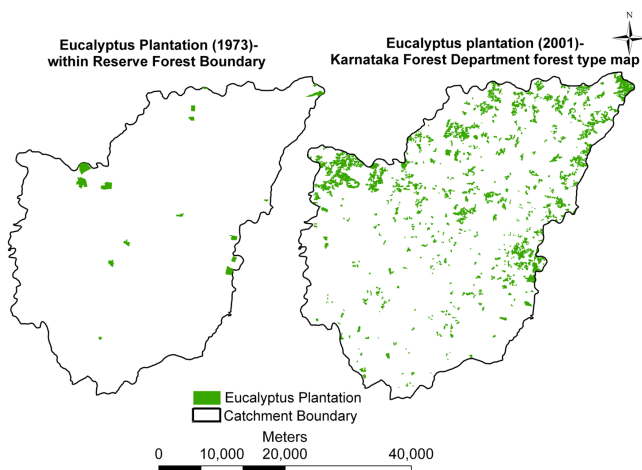 N
Eucalyptus Plantation (1973)-
within Reserve Forest Boundary
Eucalyptus plantation (2001)-
Karnataka Forest Department forest type map
Eucalyptus Plantation
Catchment Boundary
Meters
0 10,000 20,000 40,000